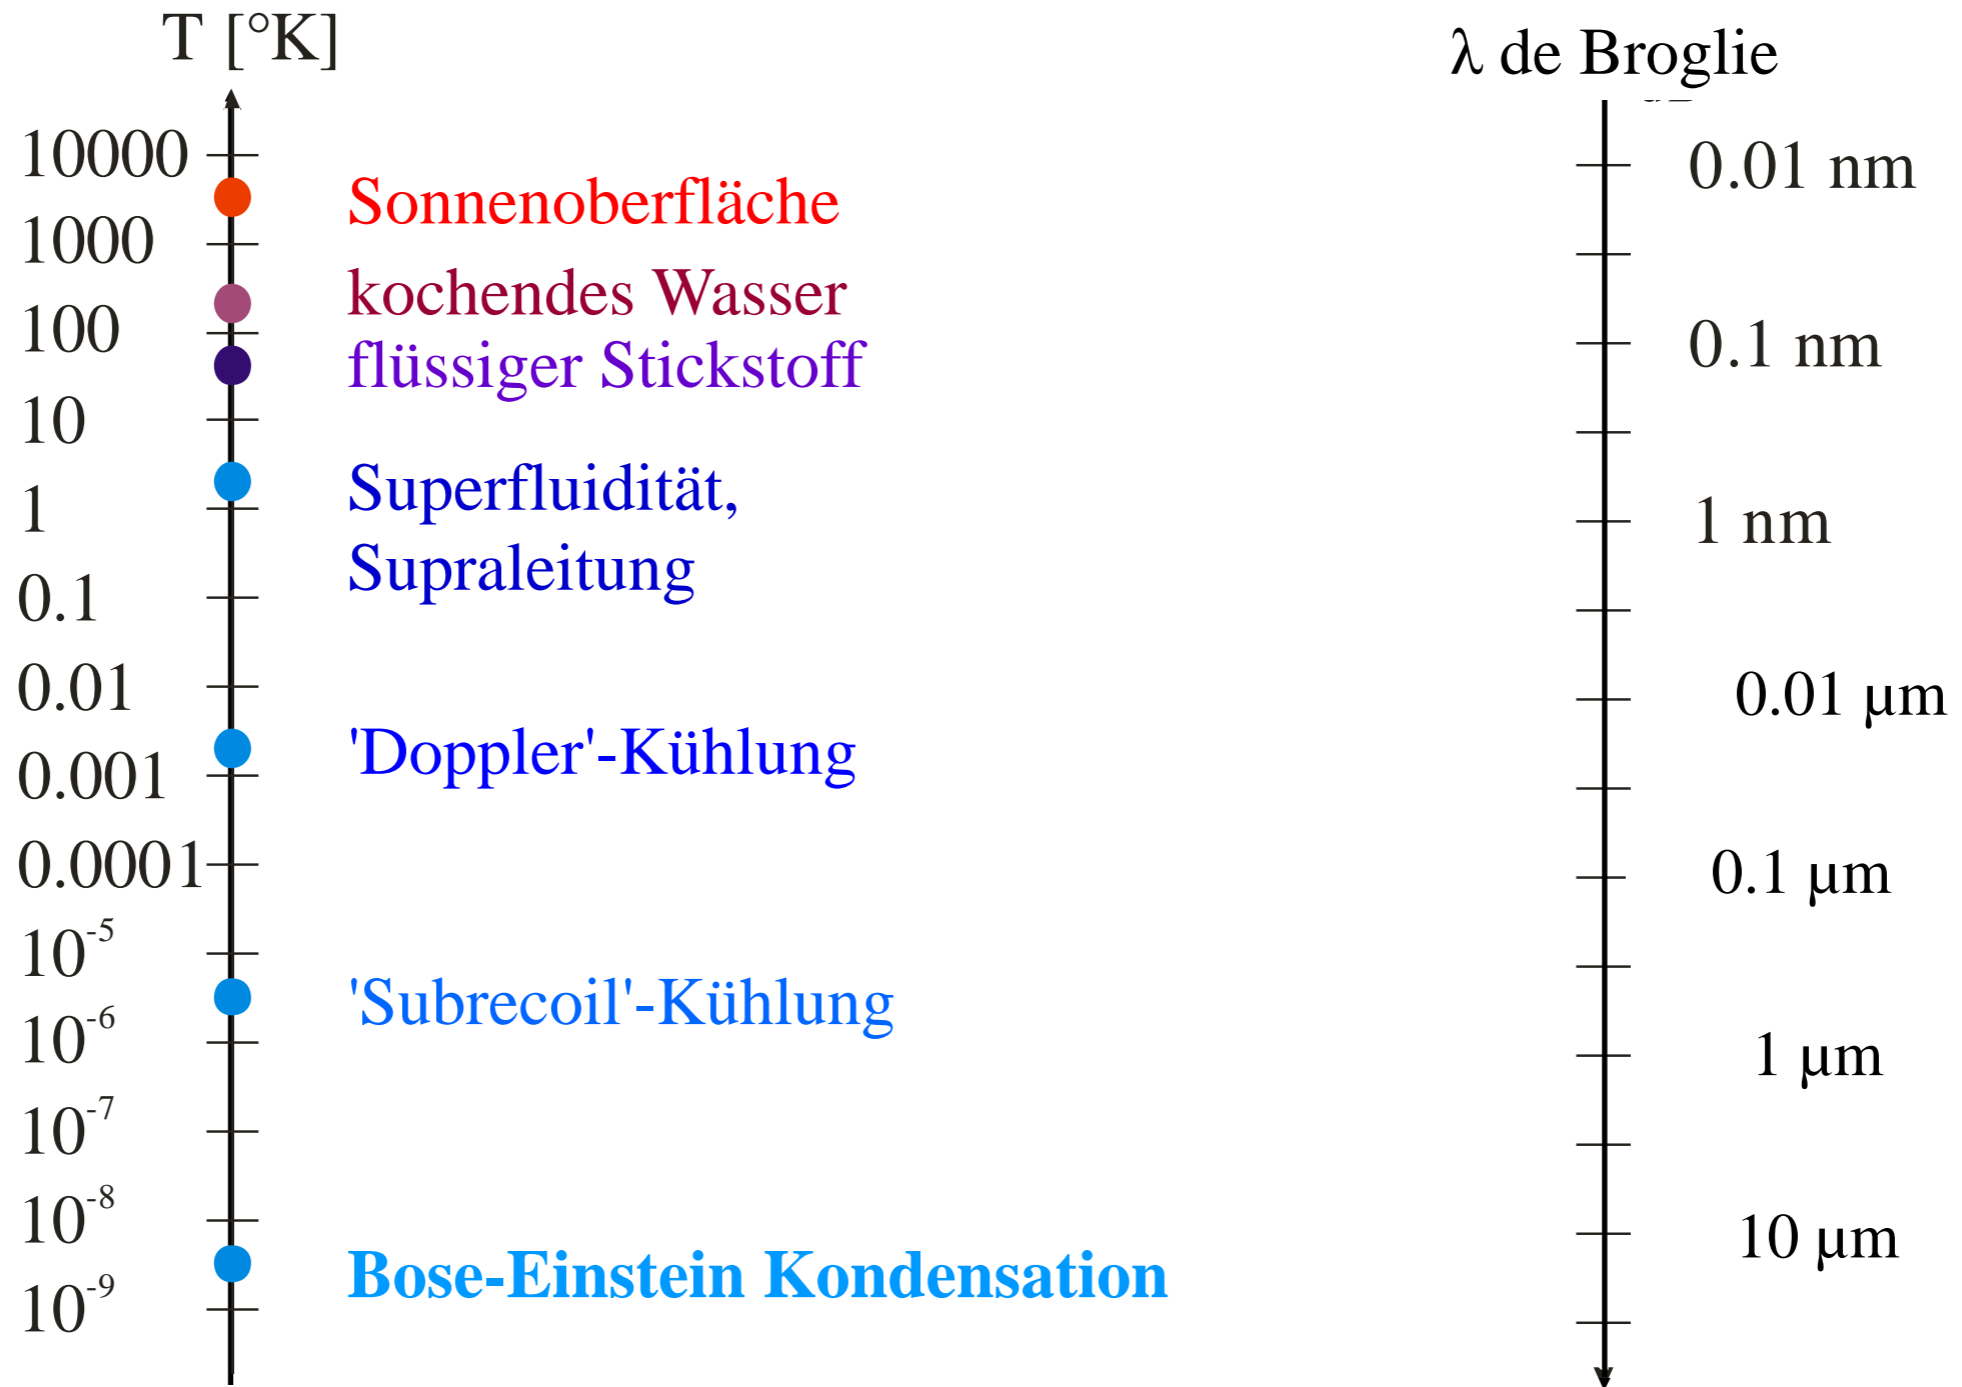 T [°K]
λ de Broglie
10000
0.01 nm
Sonnenoberfläche
1000
kochendes Wasser
100
0.1 nm
flüssiger Stickstoff
10
Superfluidität,
1
1 nm
Supraleitung
0.1
0.01
0.01 µm
'Doppler'-Kühlung
0.001
0.0001
0.1 µm
10⁻⁵
'Subrecoil'-Kühlung
10⁻⁶
1 µm
10⁻⁷
10⁻⁸
10 µm
Bose-Einstein Kondensation
10⁻⁹